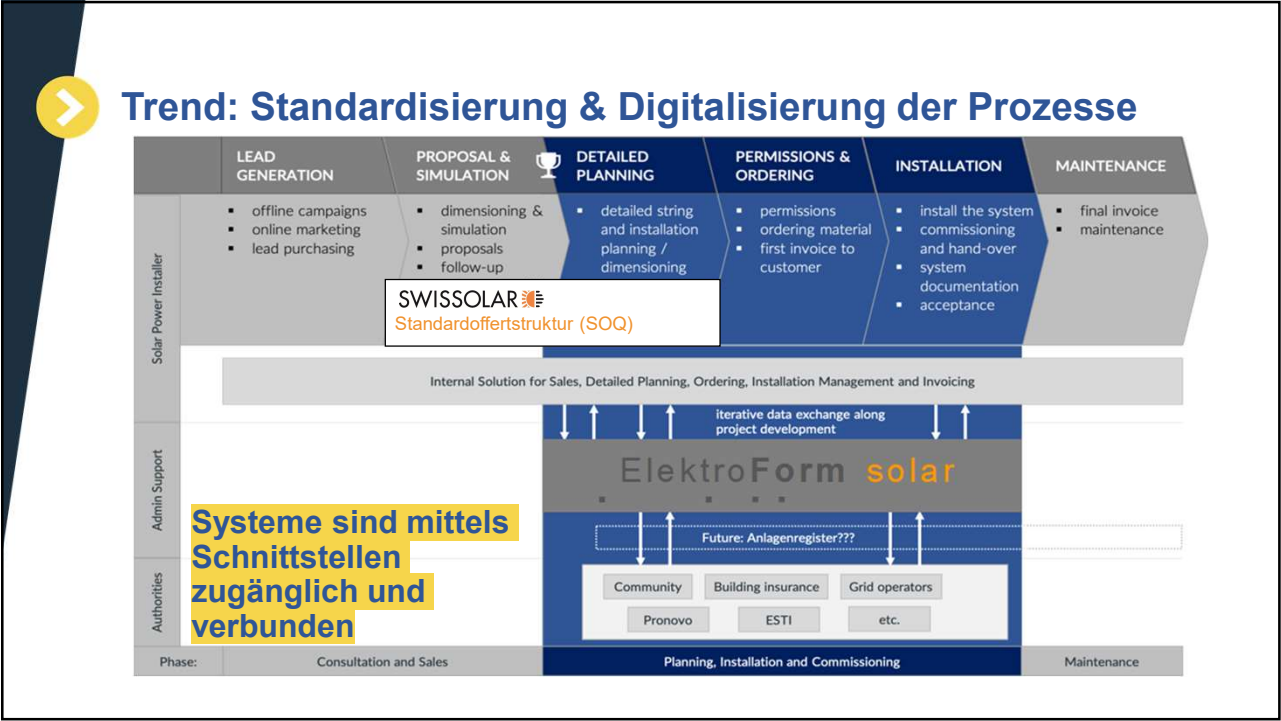 Trend: Standardisierung & Digitalisierung der Prozesse
LEAD
GENERATION
PROPOSAL &
SIMULATION
DETAILED
PLANNING
PERMISSIONS &
ORDERING
INSTALLATION
MAINTENANCE
Solar Power Installer
▪ offline campaigns
▪ online marketing
▪ lead purchasing
▪ dimensioning &
simulation
▪ proposals
▪ follow-up
▪ detailed string
and installation
planning /
dimensioning
▪ permissions
▪ ordering material
▪ first invoice to
customer
▪ install the system
▪ commissioning
and hand-over
▪ system
documentation
▪ acceptance
▪ final invoice
▪ maintenance
SWISSOLAR
Standardoffertstruktur (SOQ)
Internal Solution for Sales, Detailed Planning, Ordering, Installation Management and Invoicing
iterative data exchange along
project development
Admin Support
ElektroForm solar
Systeme sind mittels
Schnittstellen
zugänglich und
verbunden
Future: Anlagenregister???
Authorities
Community
Building insurance
Grid operators
Pronovo
ESTI
etc.
Phase:
Consultation and Sales
Planning, Installation and Commissioning
Maintenance